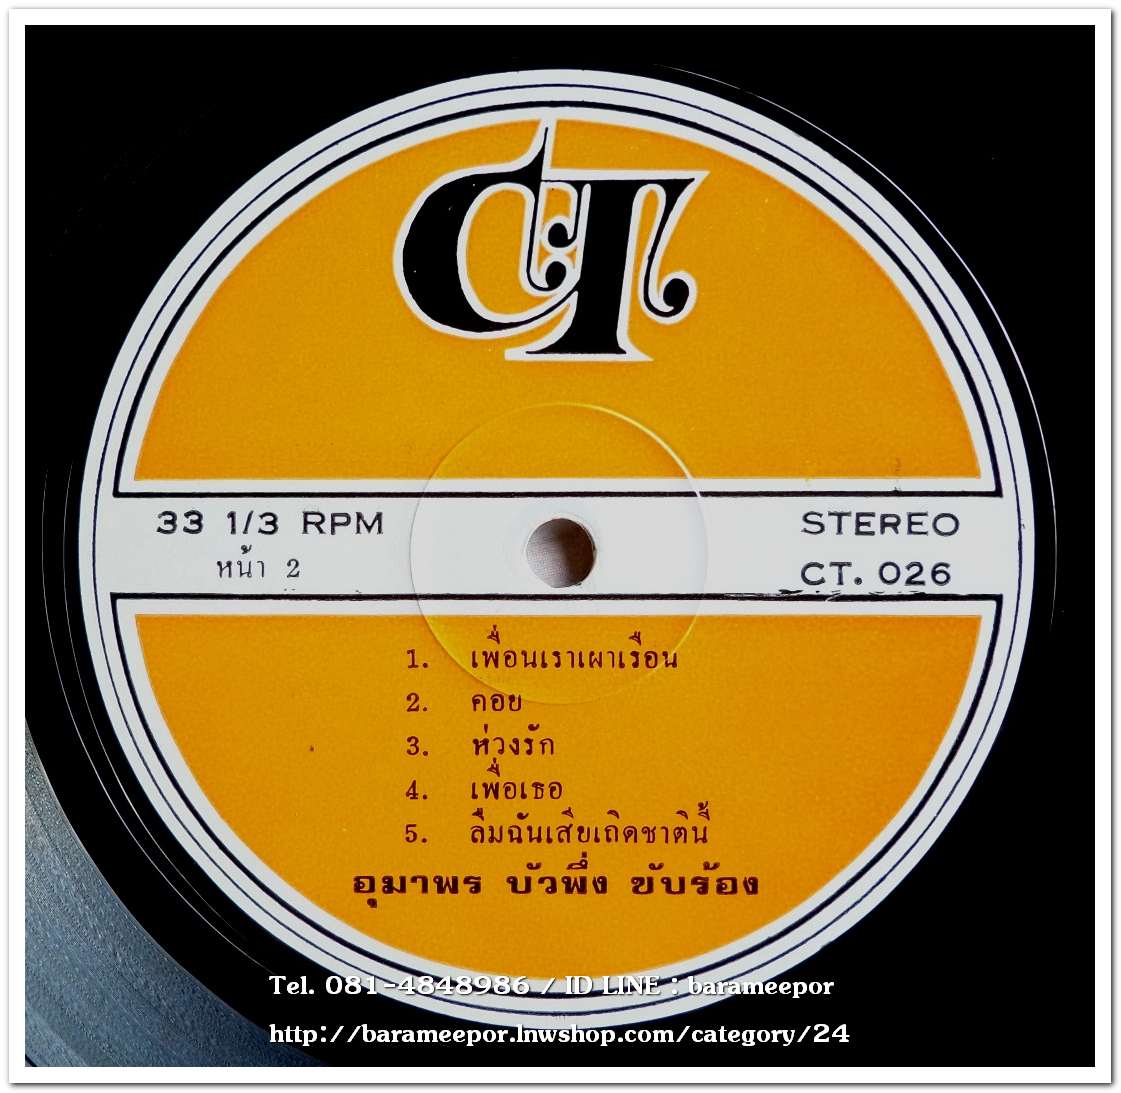 CT
33 1/3 RPM
หน้า 2
STEREO
CT. 026
1. เพื่อนเราเผาเรือน
2. คอย
3. ห่วงรัก
4. เพื่อเธอ
5. ลืมฉันเสียเถิดชาตินี้
อุมาพร บัวพึ่ง ขับร้อง
Tel. 081-4848986 / ID LINE : barameepor
http://barameepor.lnwshop.com/category/24